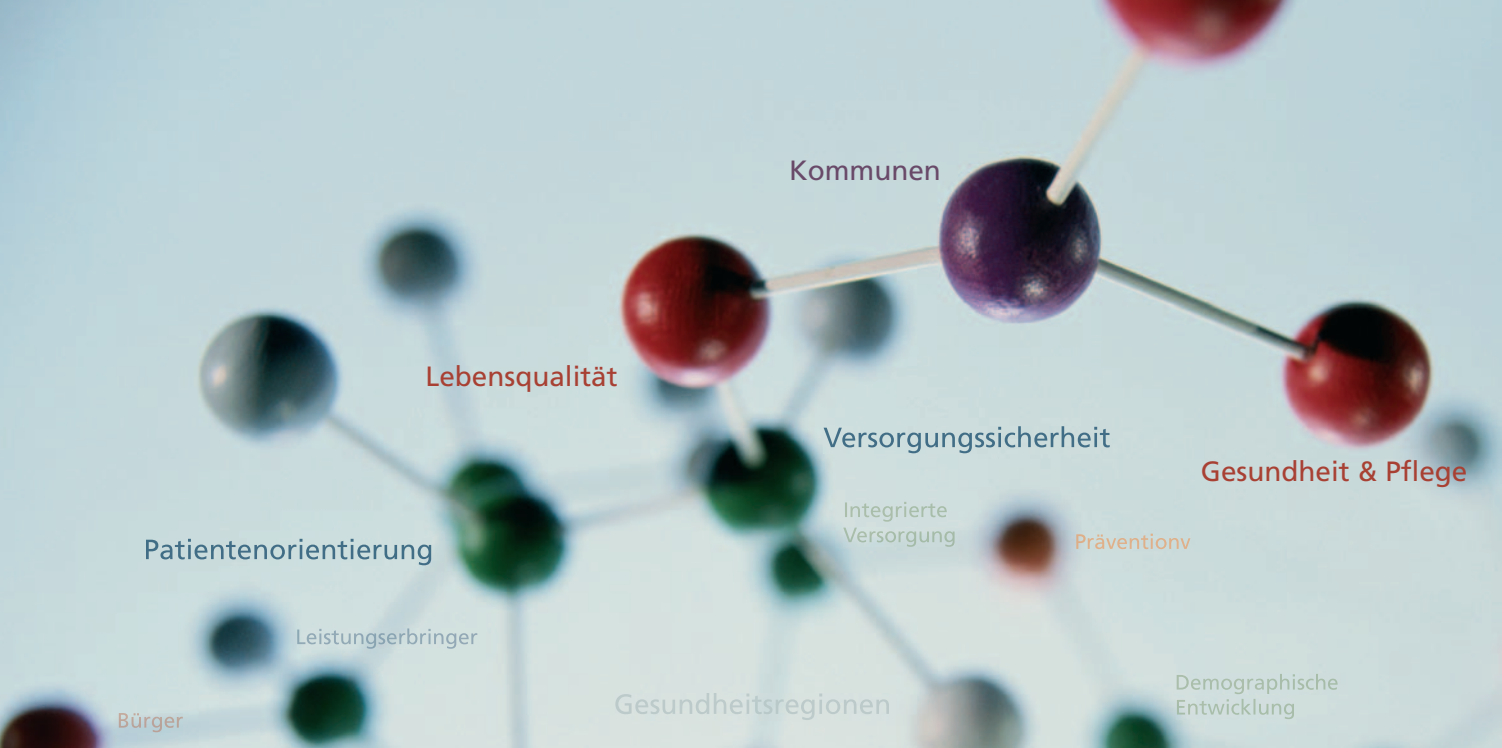 Kommunen
Lebensqualität
Versorgungssicherheit
Gesundheit & Pflege
Integrierte
Versorgung
Präventionv
Patientenorientierung
Leistungserbringer
Demographische
Entwicklung
Gesundheitsregionen
Bürger